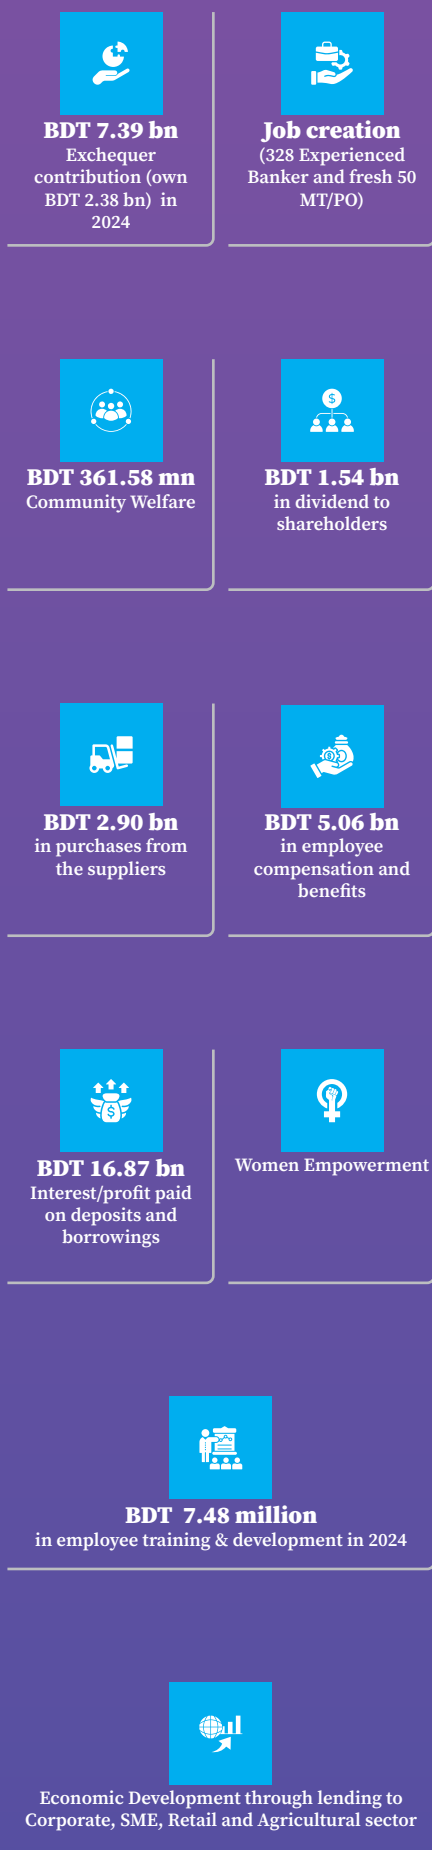 BDT 7.39 bn
Exchequer
contribution (own
BDT 2.38 bn) in
2024
Job creation
(328 Experienced
Banker and fresh 50
MT/PO)
BDT 361.58 mn
Community Welfare
BDT 1.54 bn
in dividend to
shareholders
BDT 2.90 bn
in purchases from
the suppliers
BDT 5.06 bn
in employee
compensation and
benefits
BDT 16.87 bn
Interest/profit paid
on deposits and
borrowings
Women Empowerment
BDT 7.48 million
in employee training & development in 2024
Economic Development through lending to
Corporate, SME, Retail and Agricultural sector